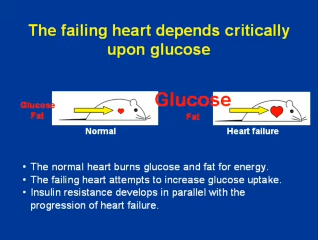 The failing heart depends critically
upon glucose
Glucose
Fat
Normal
Glucose
Fat
Heart failure
• The normal heart burns glucose and fat for energy.
• The failing heart attempts to increase glucose uptake.
• Insulin resistance develops in parallel with the
progression of heart failure.